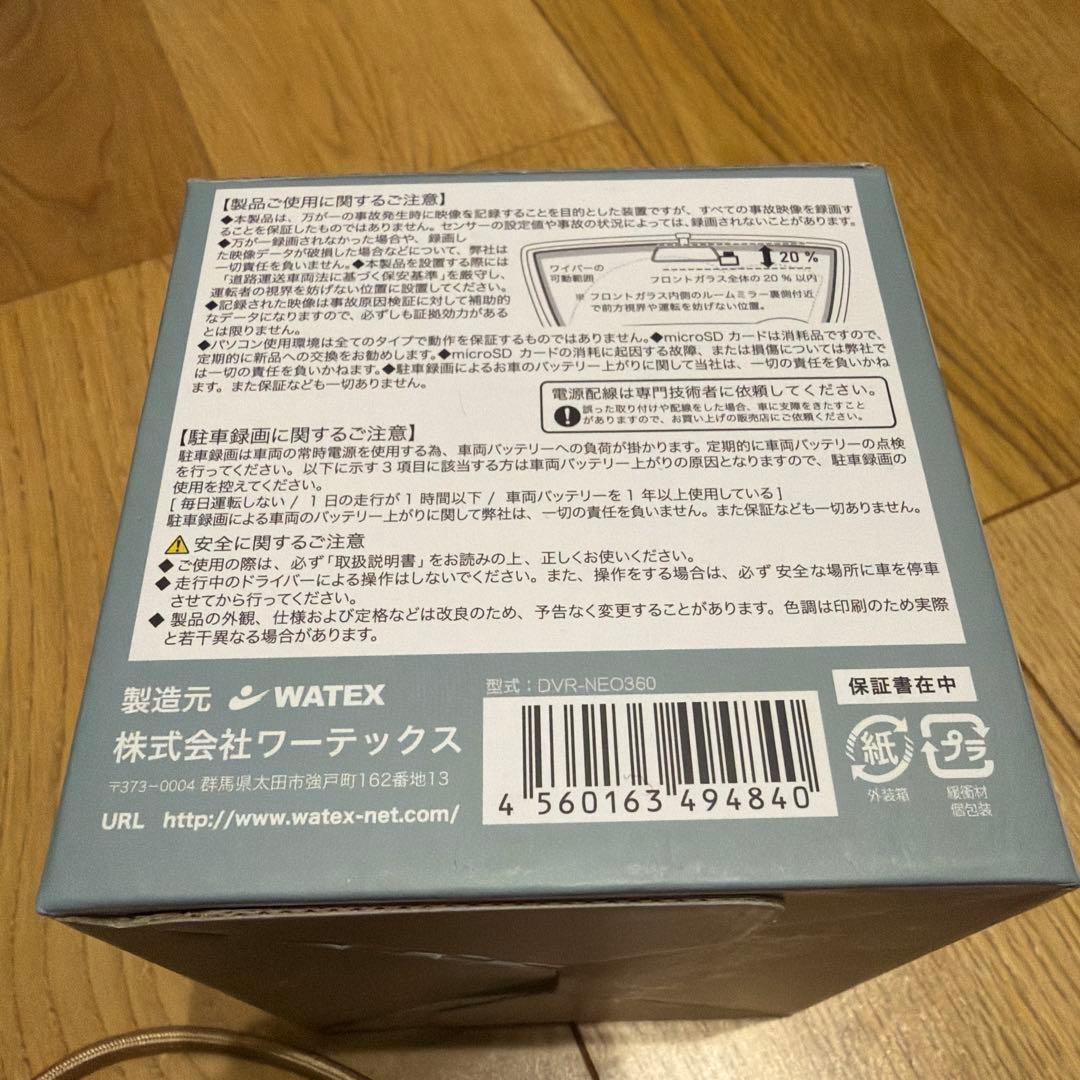 【製品ご使用に関するご注意】
◆本製品は、万が一の事故発生時に映像を記録することを目的とした装置ですが、すべての事故映像を録画す
ることを保証したものではありません。センサーの設定値や事故の状況によっては、録画されないことがあります。
◆万が一録画されなかった場合や、録画し
た映像データが破損した場合などについて、弊社は
一切責任を負いません。◆本製品を設置する際には
「道路運送車両法に基づく保安基準」を厳守し、
運転者の視界を妨げない位置に設置してください。
◆記録された映像は事故原因検証に対して補助的
なデータになりますので、必ずしも証拠効力がある
とは限りません。
20 %
ワイパーの
可動範囲
フロントガラス全体の 20 % 以内
※ フロントガラス内側のルームミラー裏側付近
で前方視界や運転を妨げない位置。
◆パソコン使用環境は全てのタイプで動作を保証するものではありません。◆microSD カードは消耗品ですので、
定期的に新品への交換をお勧めします。◆microSD カードの消耗に起因する故障、または損傷については弊社で
は一切の責任を負いかねます。◆駐車録画によるお車のバッテリー上がりに関して当社は、一切の責任を負いかね
ます。また保証なども一切ありません。
電源配線は専門技術者に依頼してください。
誤った取り付けや配線をした場合、車に支障をきたすこと
がありますので、お買い上げの販売店にご依頼ください。
【駐車録画に関するご注意】
駐車録画は車両の常時電源を使用する為、車両バッテリーへの負荷が掛かります。定期的に車両バッテリーの点検
を行ってください。以下に示す 3 項目に該当する方は車両バッテリー上がりの原因となりますので、駐車録画の
使用を控えてください。
[ 毎日運転しない / 1 日の走行が 1 時間以下 / 車両バッテリーを 1 年以上使用している ]
駐車録画による車両のバッテリー上がりに関して弊社は、一切の責任を負いません。また保証なども一切ありません。
安全に関するご注意
◆ご使用の際は、必ず「取扱説明書」をお読みの上、正しくお使いください。
◆走行中のドライバーによる操作はしないでください。また、操作をする場合は、必ず 安全な場所に車を停車
させてから行ってください。
◆ 製品の外観、仕様および定格などは改良のため、予告なく変更することがあります。色調は印刷のため実際
と若干異なる場合があります。
製造元 WATEX
株式会社ワーテックス
〒373-0004 群馬県太田市強戸町162番地13
URL http://www.watex-net.com/
型式：DVR-NEO360
4 560163 494840
保証書在中
紙
外装箱
プラ
緩衝材
個包装